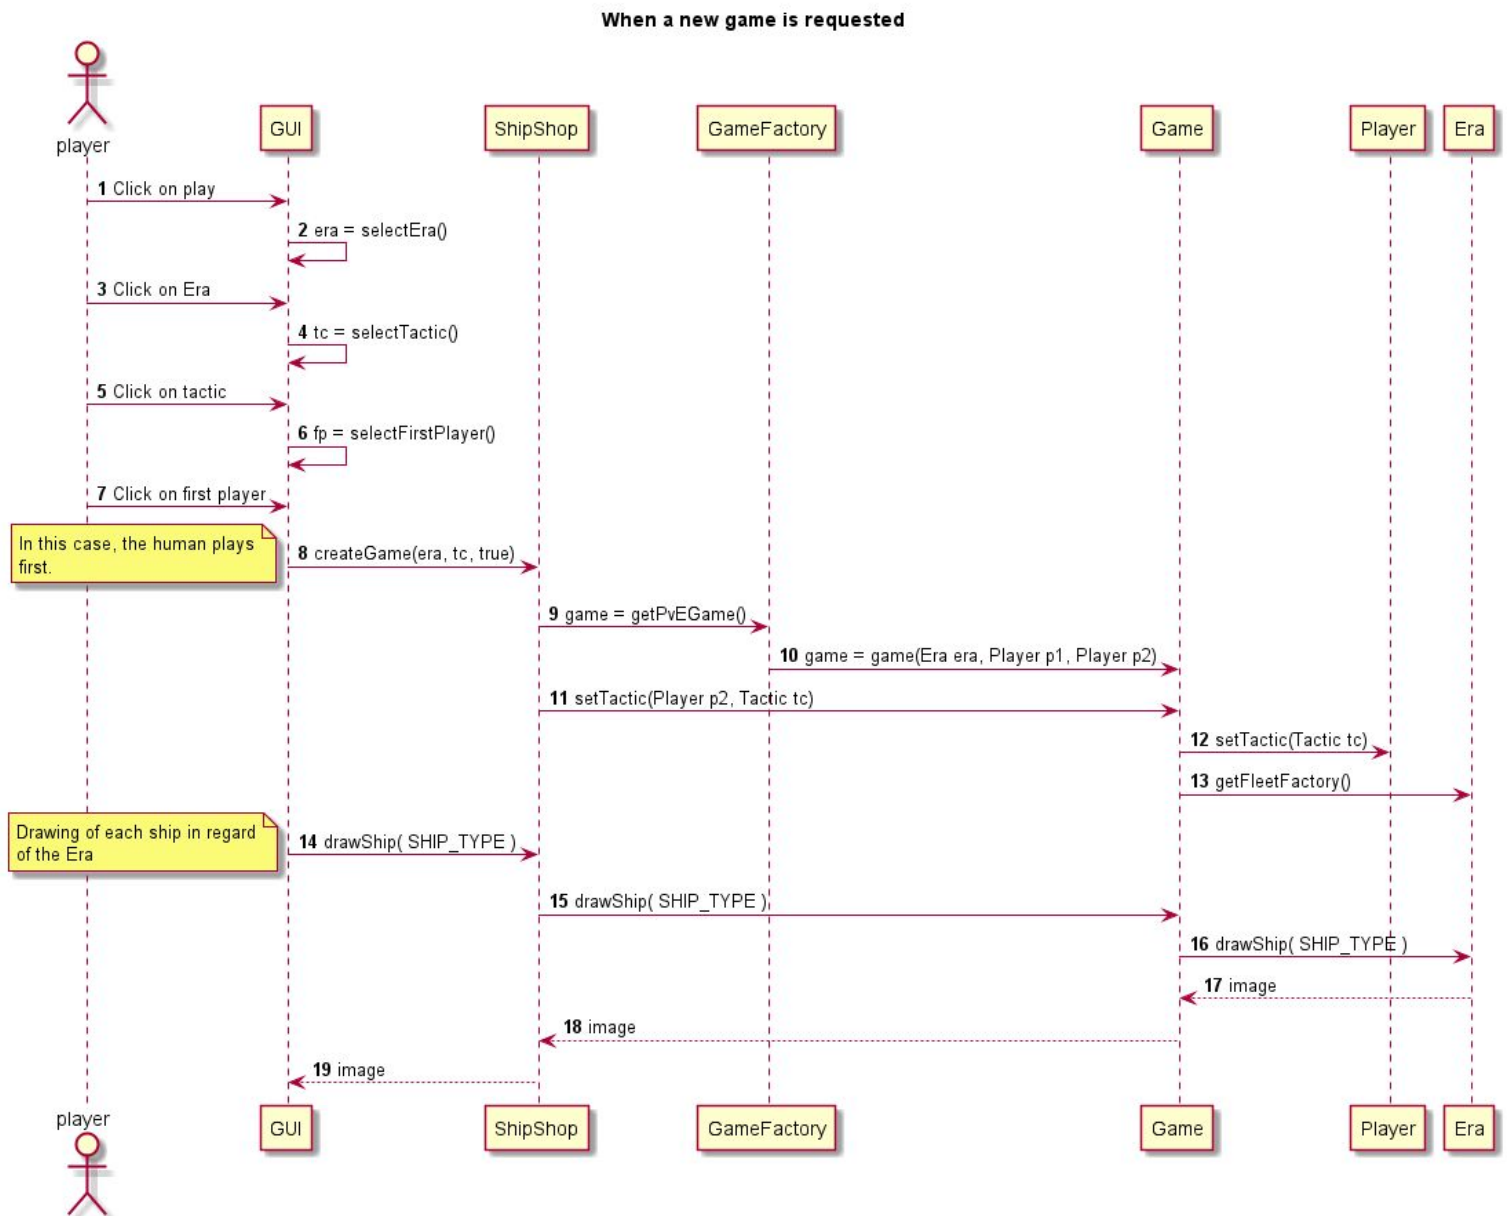 When a new game is requested
player
GUI
ShipShop
GameFactory
Game
Player
Era
1 Click on play
2 era = selectEra()
3 Click on Era
4 tc = selectTactic()
5 Click on tactic
6 fp = selectFirstPlayer()
7 Click on first player
In this case, the human plays
first.
8 createGame(era, tc, true)
9 game = getPvEGame()
10 game = game(Era era, Player p1, Player p2)
11 setTactic(Player p2, Tactic tc)
12 setTactic(Tactic tc)
13 getFleetFactory()
Drawing of each ship in regard
of the Era
14 drawShip( SHIP_TYPE )
15 drawShip( SHIP_TYPE )
16 drawShip( SHIP_TYPE )
17 image
18 image
19 image
player
GUI
ShipShop
GameFactory
Game
Player
Era